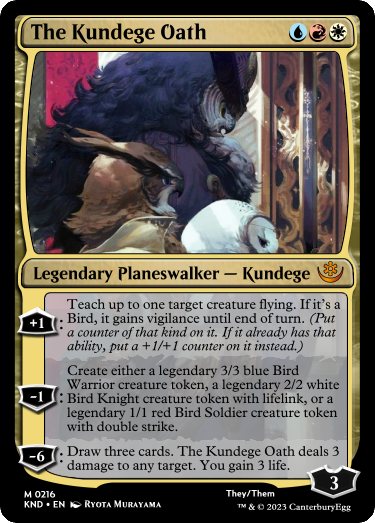 The Kundege Oath
Legendary Planeswalker — Kundege
+1: Teach up to one target creature flying. If it's a
Bird, it gains vigilance until end of turn. (Put
a counter of that kind on it. If it already has that
ability, put a +1/+1 counter on it instead.)
-1: Create either a legendary 3/3 blue Bird
Warrior creature token, a legendary 2/2 white
Bird Knight creature token with lifelink, or a
legendary 1/1 red Bird Soldier creature token
with double strike.
-6: Draw three cards. The Kundege Oath deals 3
damage to any target. You gain 3 life.
3
M 0216
KND • EN Ryota Murayama
They/Them
™ & © 2023 CanterburyEgg